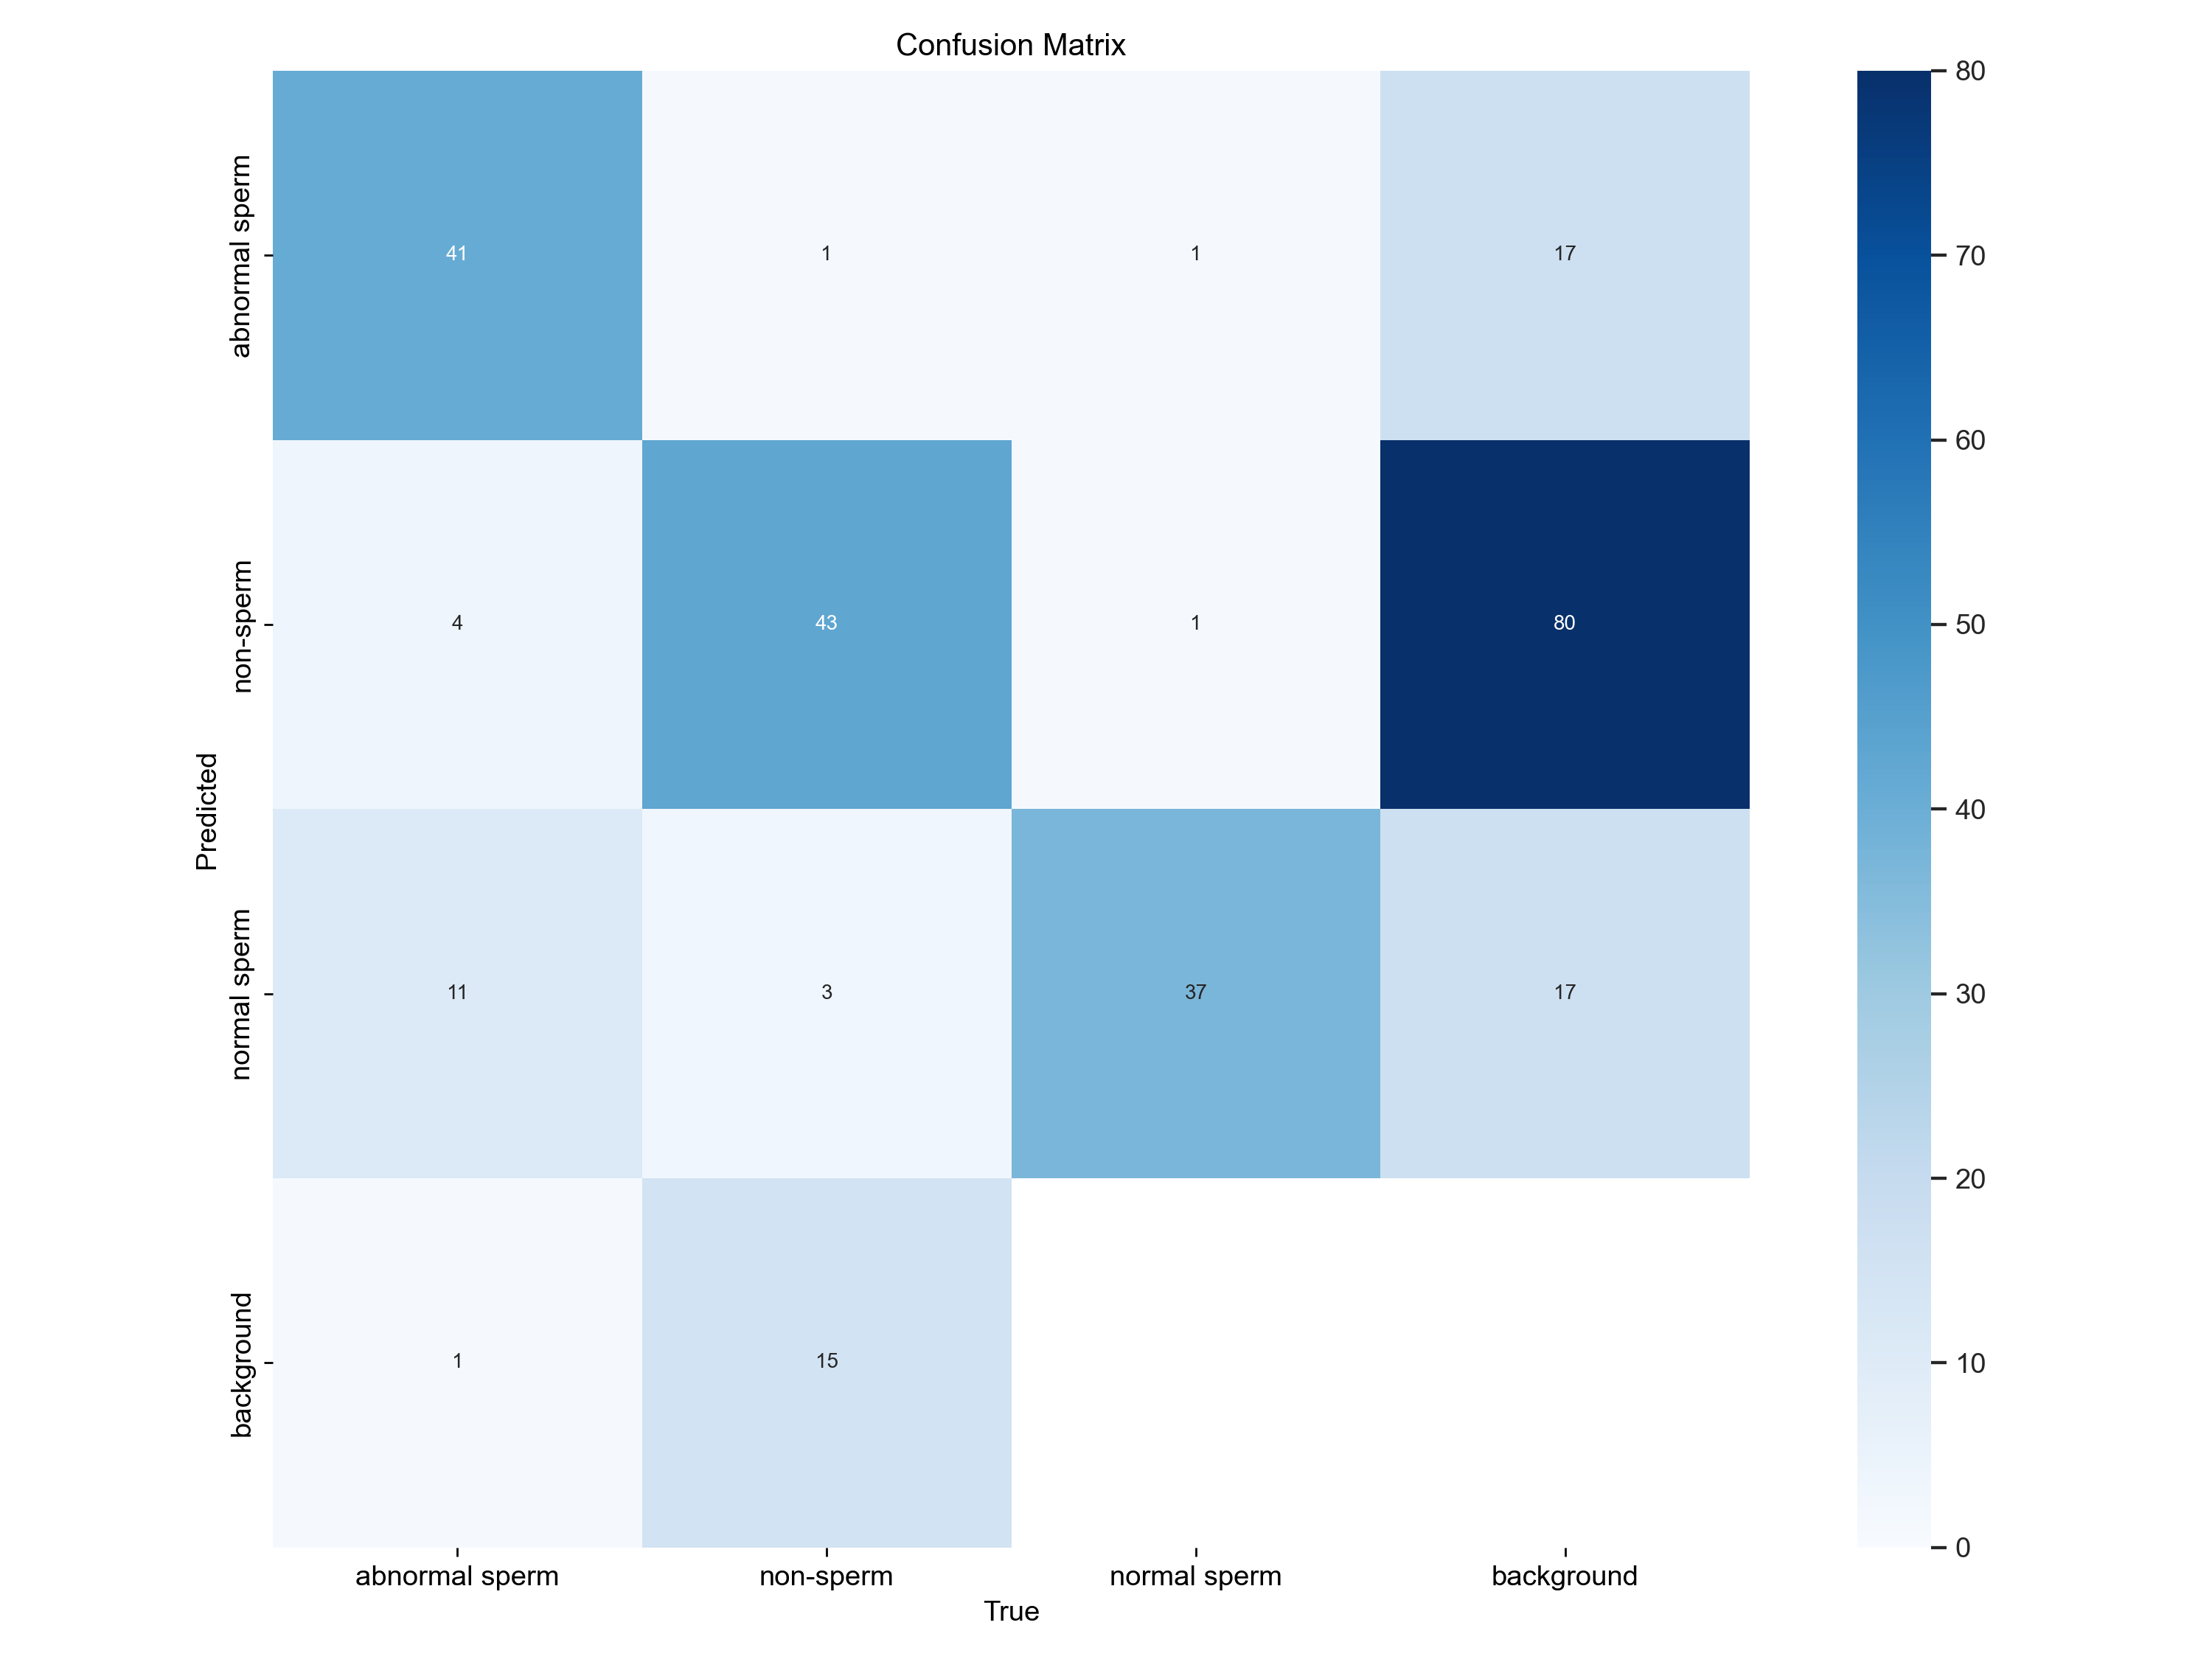 Confusion Matrix
abnormal sperm
41
1
1
17
non-sperm
4
43
1
80
normal sperm
11
3
37
17
background
1
15
Predicted
abnormal sperm
non-sperm
normal sperm
background
True
80
70
60
50
40
30
20
10
0